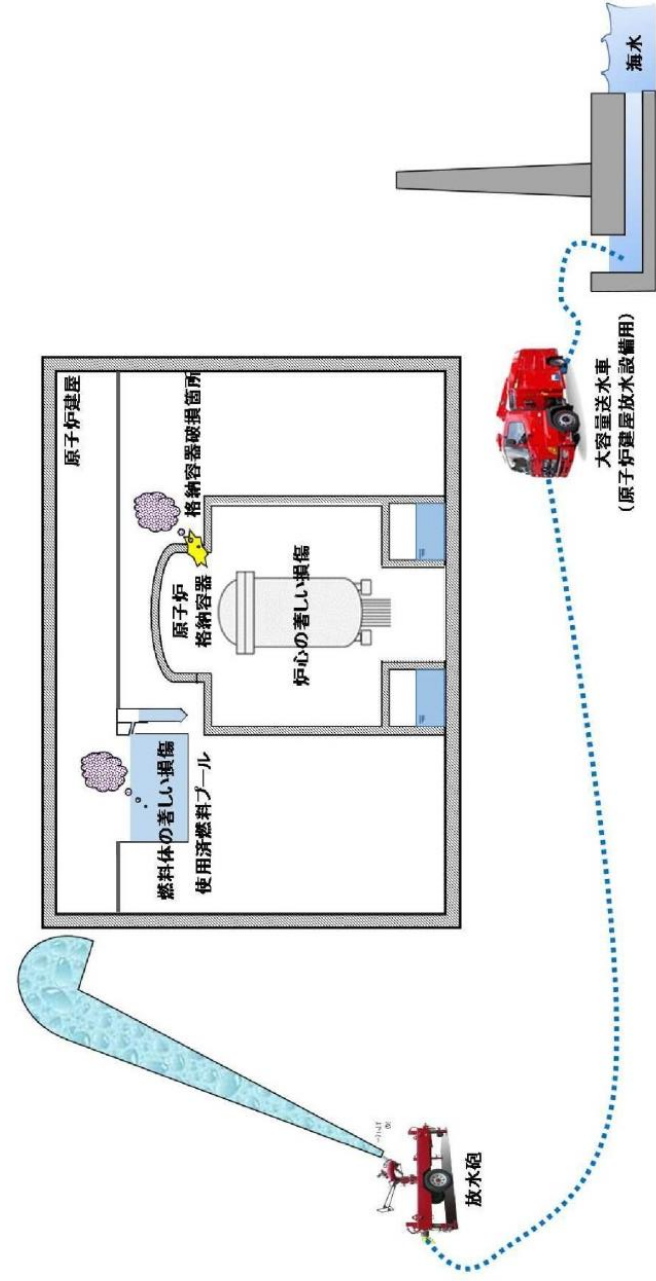 原子炉建屋
燃料体の著しい損傷
使用済燃料プール
原子炉
格納容器
格納容器破損箇所
炉心の著しい損傷
放水砲
大容量送水車
（原子炉建屋放水設備用）
海水